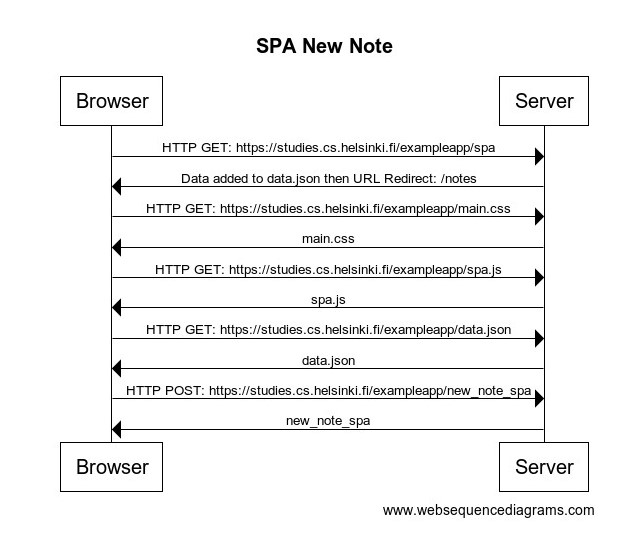 SPA New Note
Browser
Server
HTTP GET: https://studies.cs.helsinki.fi/exampleapp/spa
Data added to data.json then URL Redirect: /notes
HTTP GET: https://studies.cs.helsinki.fi/exampleapp/main.css
main.css
HTTP GET: https://studies.cs.helsinki.fi/exampleapp/spa.js
spa.js
HTTP GET: https://studies.cs.helsinki.fi/exampleapp/data.json
data.json
HTTP POST: https://studies.cs.helsinki.fi/exampleapp/new_note_spa
new_note_spa
Browser
Server
www.websequencediagrams.com